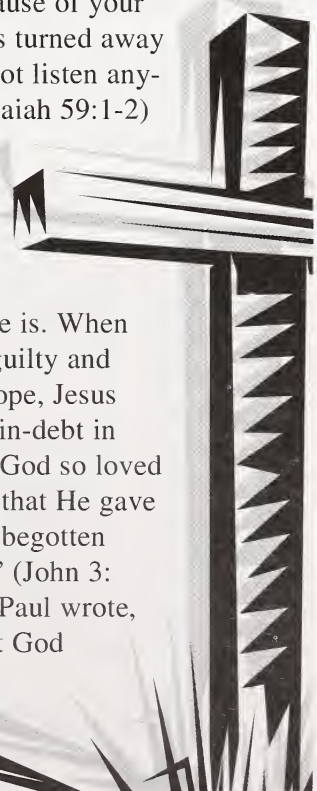 ause of your
s turned away
ot listen any-
aiah 59:1-2)
e is. When
guilty and
ope, Jesus
in-debt in
God so loved
that He gave
begotten
” (John 3:
Paul wrote,
t God